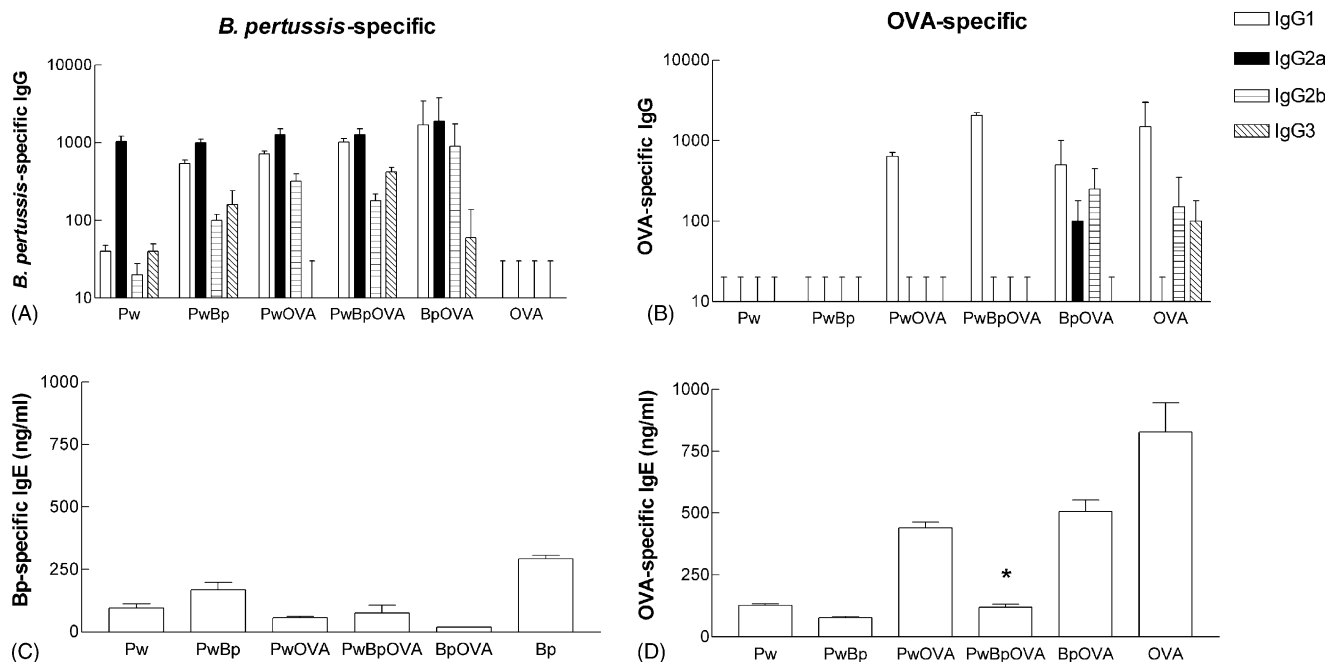 B. pertussis-specific
OVA-specific
IgG1
IgG2a
IgG2b
IgG3
B. pertussis-specific IgG
10000
1000
100
10
(A)
Pw PwBp PwOVA PwBpOVA BpOVA OVA
OVA-specific IgG
10000
1000
100
10
(B)
Pw PwBp PwOVA PwBpOVA BpOVA OVA
Bp-specific IgE (ng/ml)
1000
750
500
250
0
(C)
Pw PwBp PwOVA PwBpOVA BpOVA Bp
OVA-specific IgE (ng/ml)
1000
750
500
250
0
*
(D)
Pw PwBp PwOVA PwBpOVA BpOVA OVA